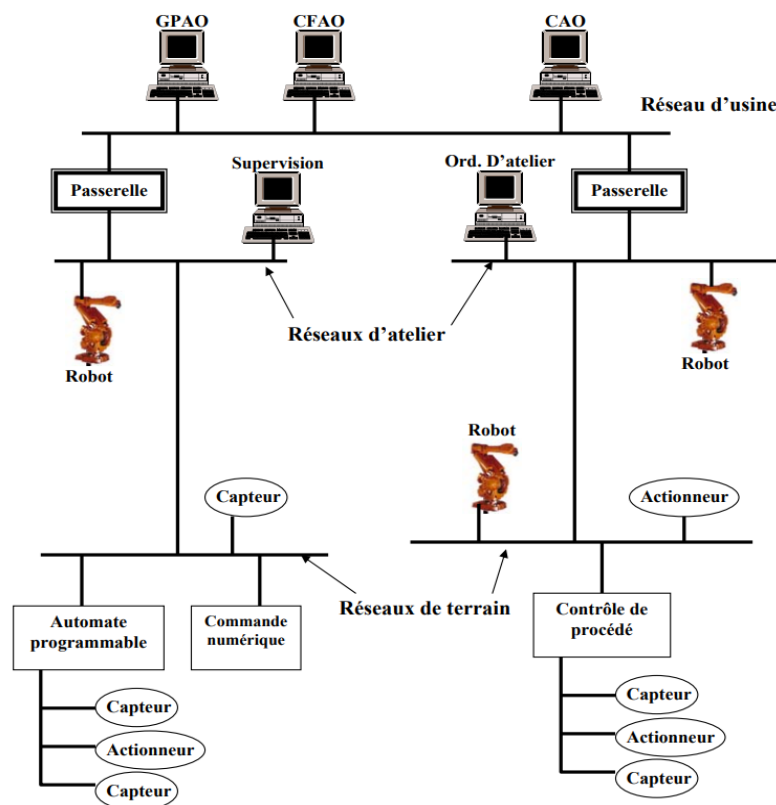 GPAO
CFAO
CAO
Réseau d'usine
Passerelle
Supervision
Ord. D'atelier
Passerelle
Réseaux d'atelier
Robot
Robot
Robot
Capteur
Actionneur
Réseaux de terrain
Automate
programmable
Commande
numérique
Contrôle de
procédé
Capteur
Actionneur
Capteur
Capteur
Actionneur
Capteur